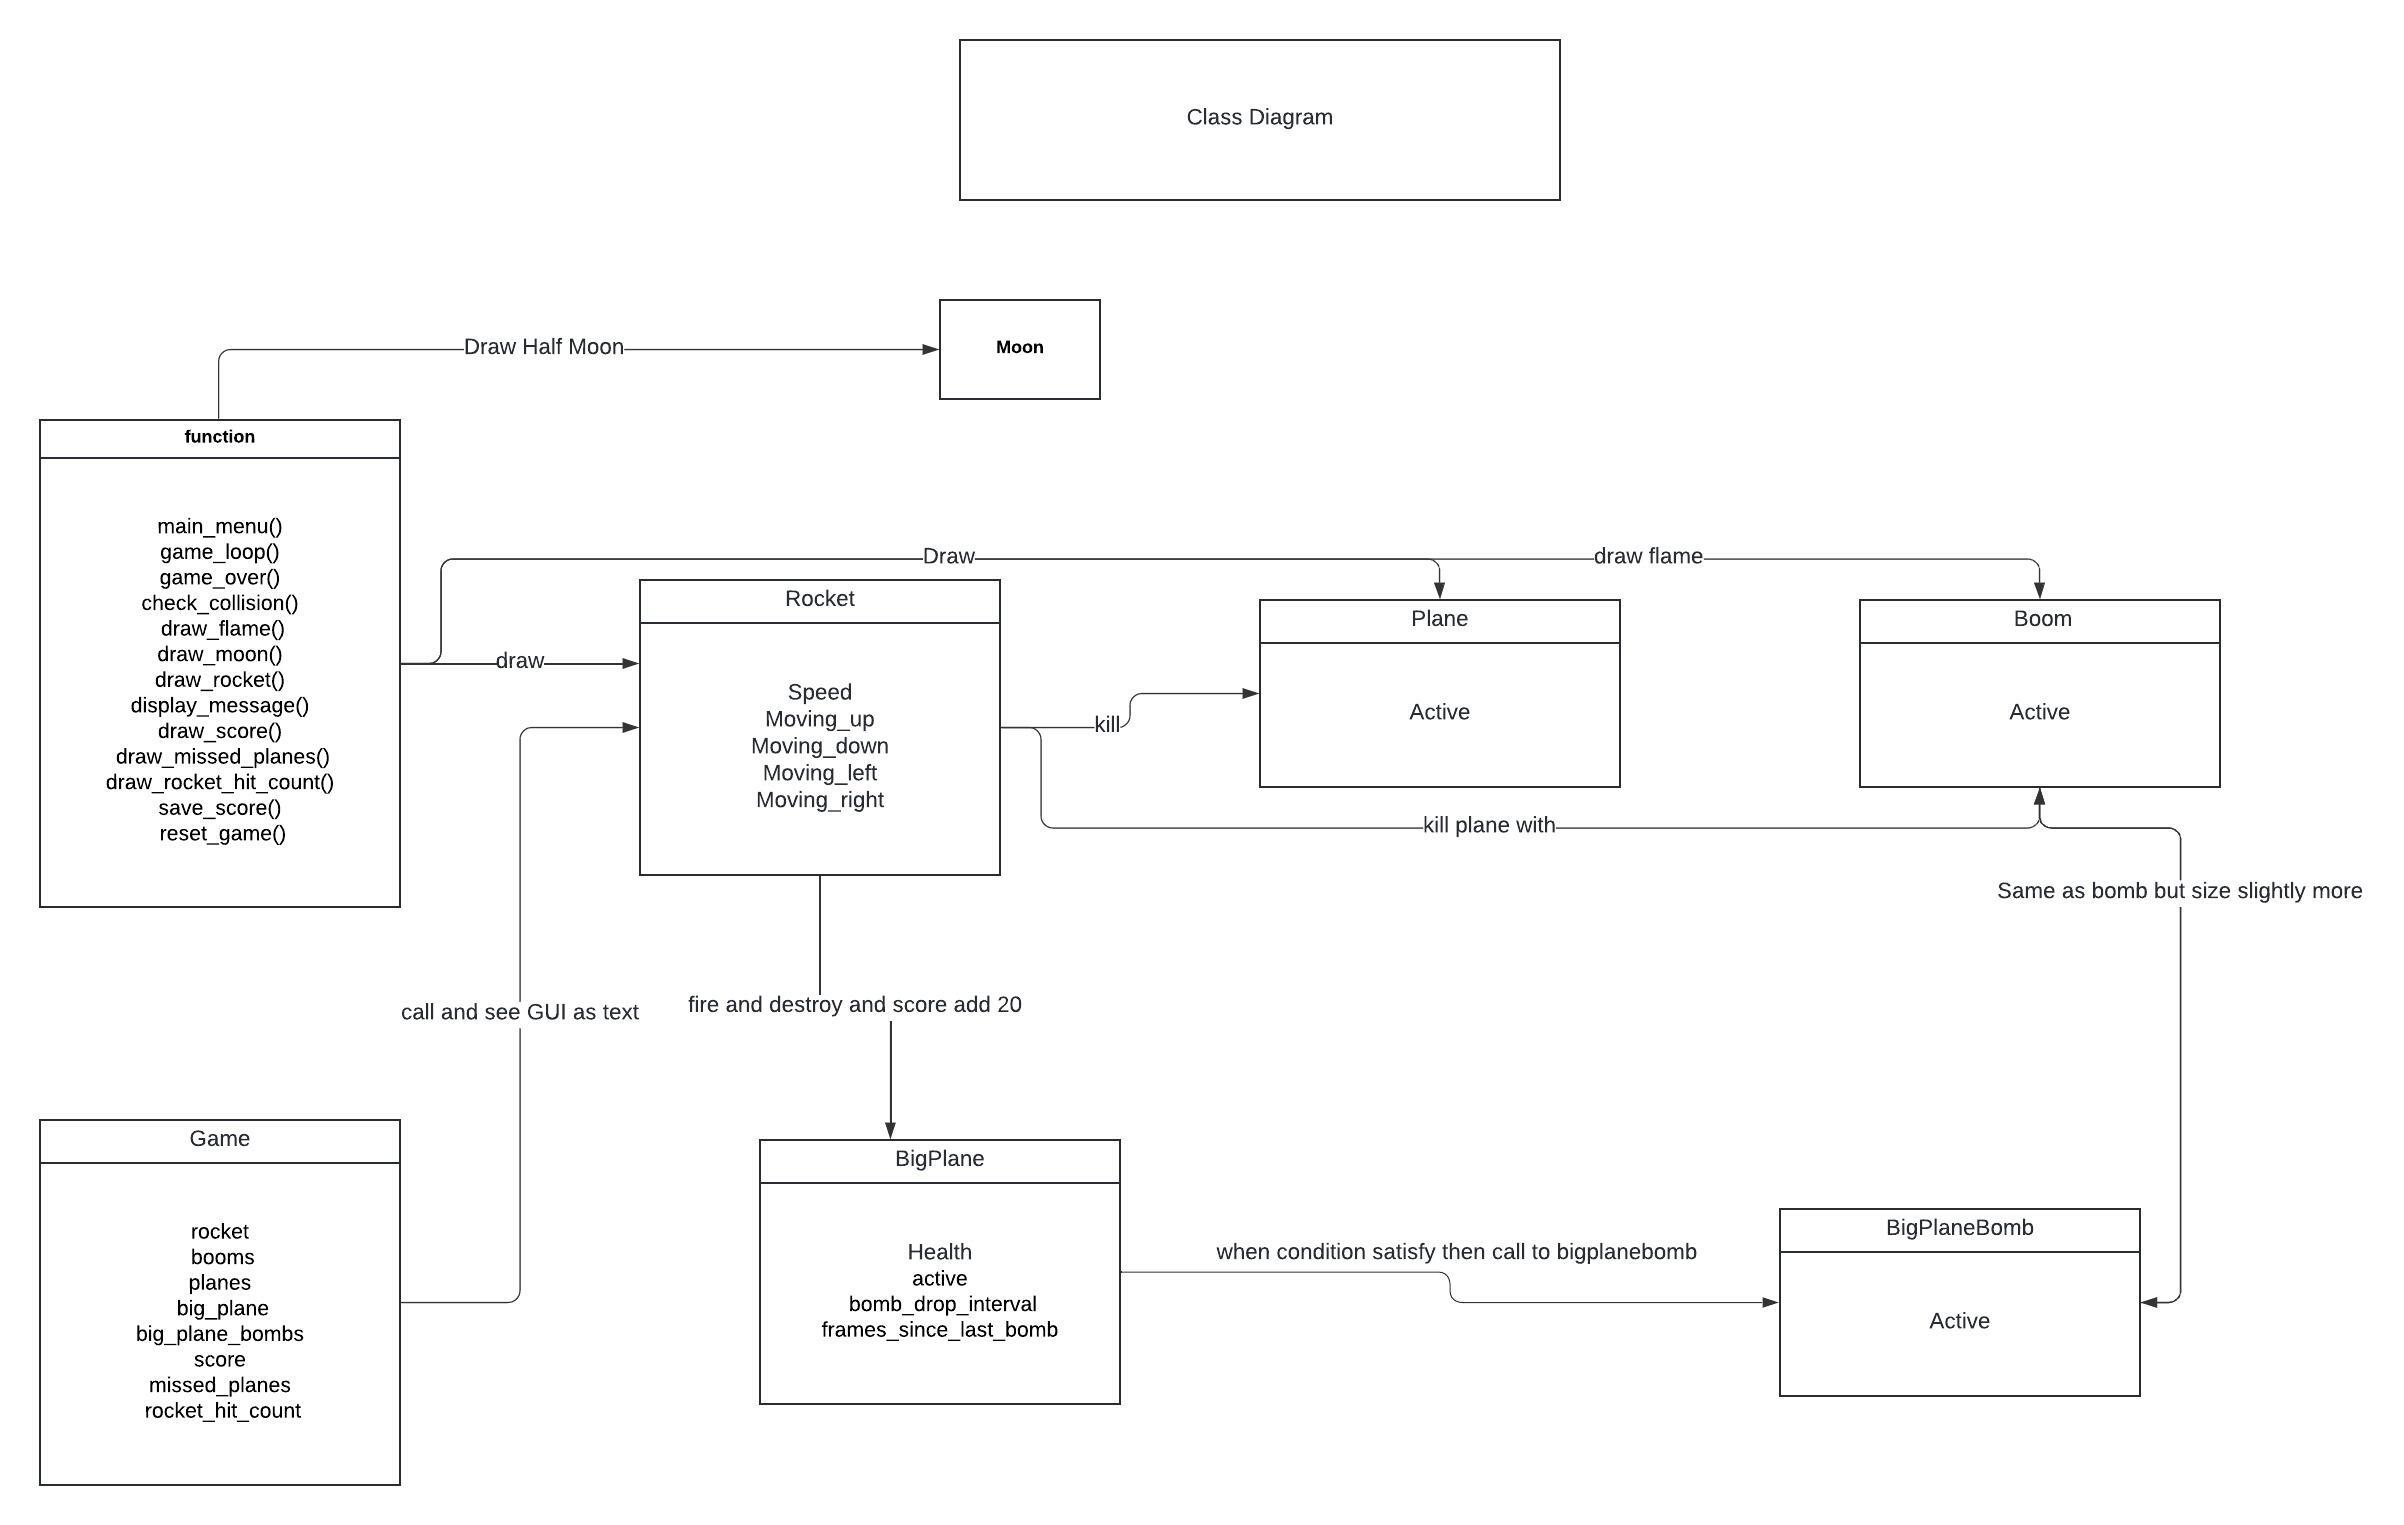 Class Diagram
Draw Half Moon
Moon
function
main_menu()
game_loop()
game_over()
check_collision()
draw_flame()
draw_moon()
draw_rocket()
display_message()
draw_score()
draw_missed_planes()
draw_rocket_hit_count()
save_score()
reset_game()
Draw
draw flame
draw
Rocket
Speed
Moving_up
Moving_down
Moving_left
Moving_right
kill
Plane
Active
Boom
Active
kill plane with
Same as bomb but size slightly more
call and see GUI as text
fire and destroy and score add 20
Game
rocket
booms
planes
big_plane
big_plane_bombs
score
missed_planes
rocket_hit_count
BigPlane
Health
active
bomb_drop_interval
frames_since_last_bomb
when condition satisfy then call to bigplanebomb
BigPlaneBomb
Active